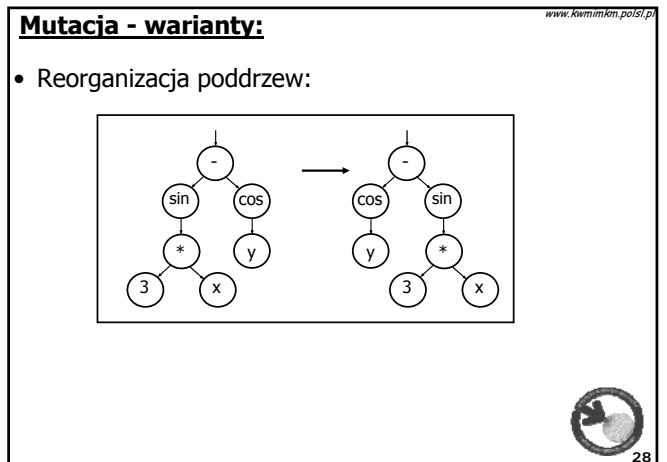 www.kwmimkm.polsl.pl
Mutacja - warianty:
• Reorganizacja poddrzew:
- -
sin cos cos sin
* y y *
3 x 3 x
28